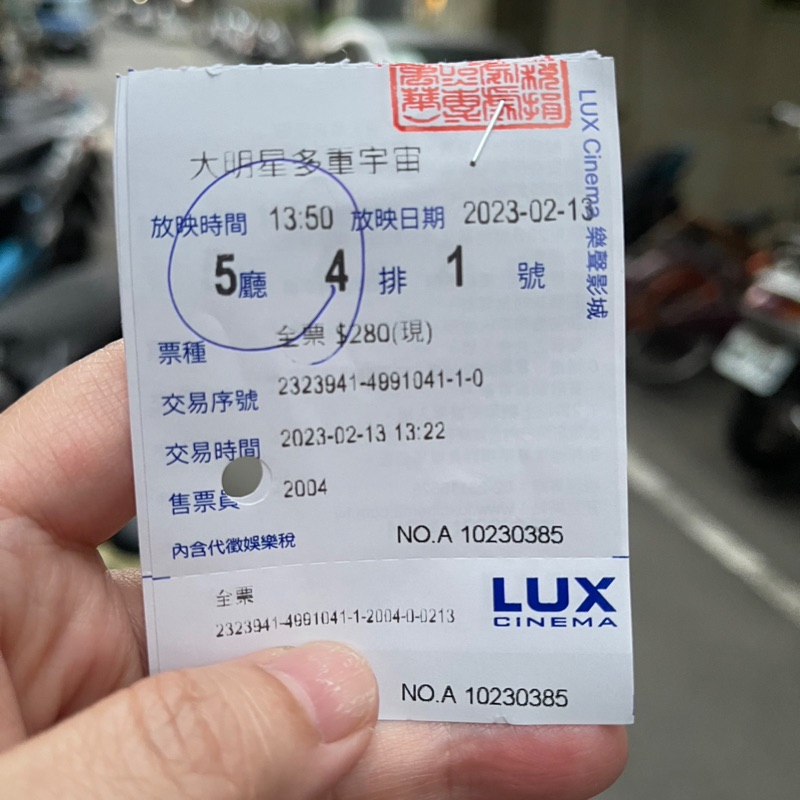 大明星多重宇宙
放映時間 13:50 放映日期 2023-02-13
5廳 4 排 1 號
票種 全票 $280(現)
交易序號 2323941-4991041-1-0
交易時間 2023-02-13 13:22
售票員 2004
內含代徵娛樂稅 NO.A 10230385
LUX Cinema 樂聲影城
全票
2323941-4991041-1-2004-0-0213
LUX
CINEMA
NO.A 10230385